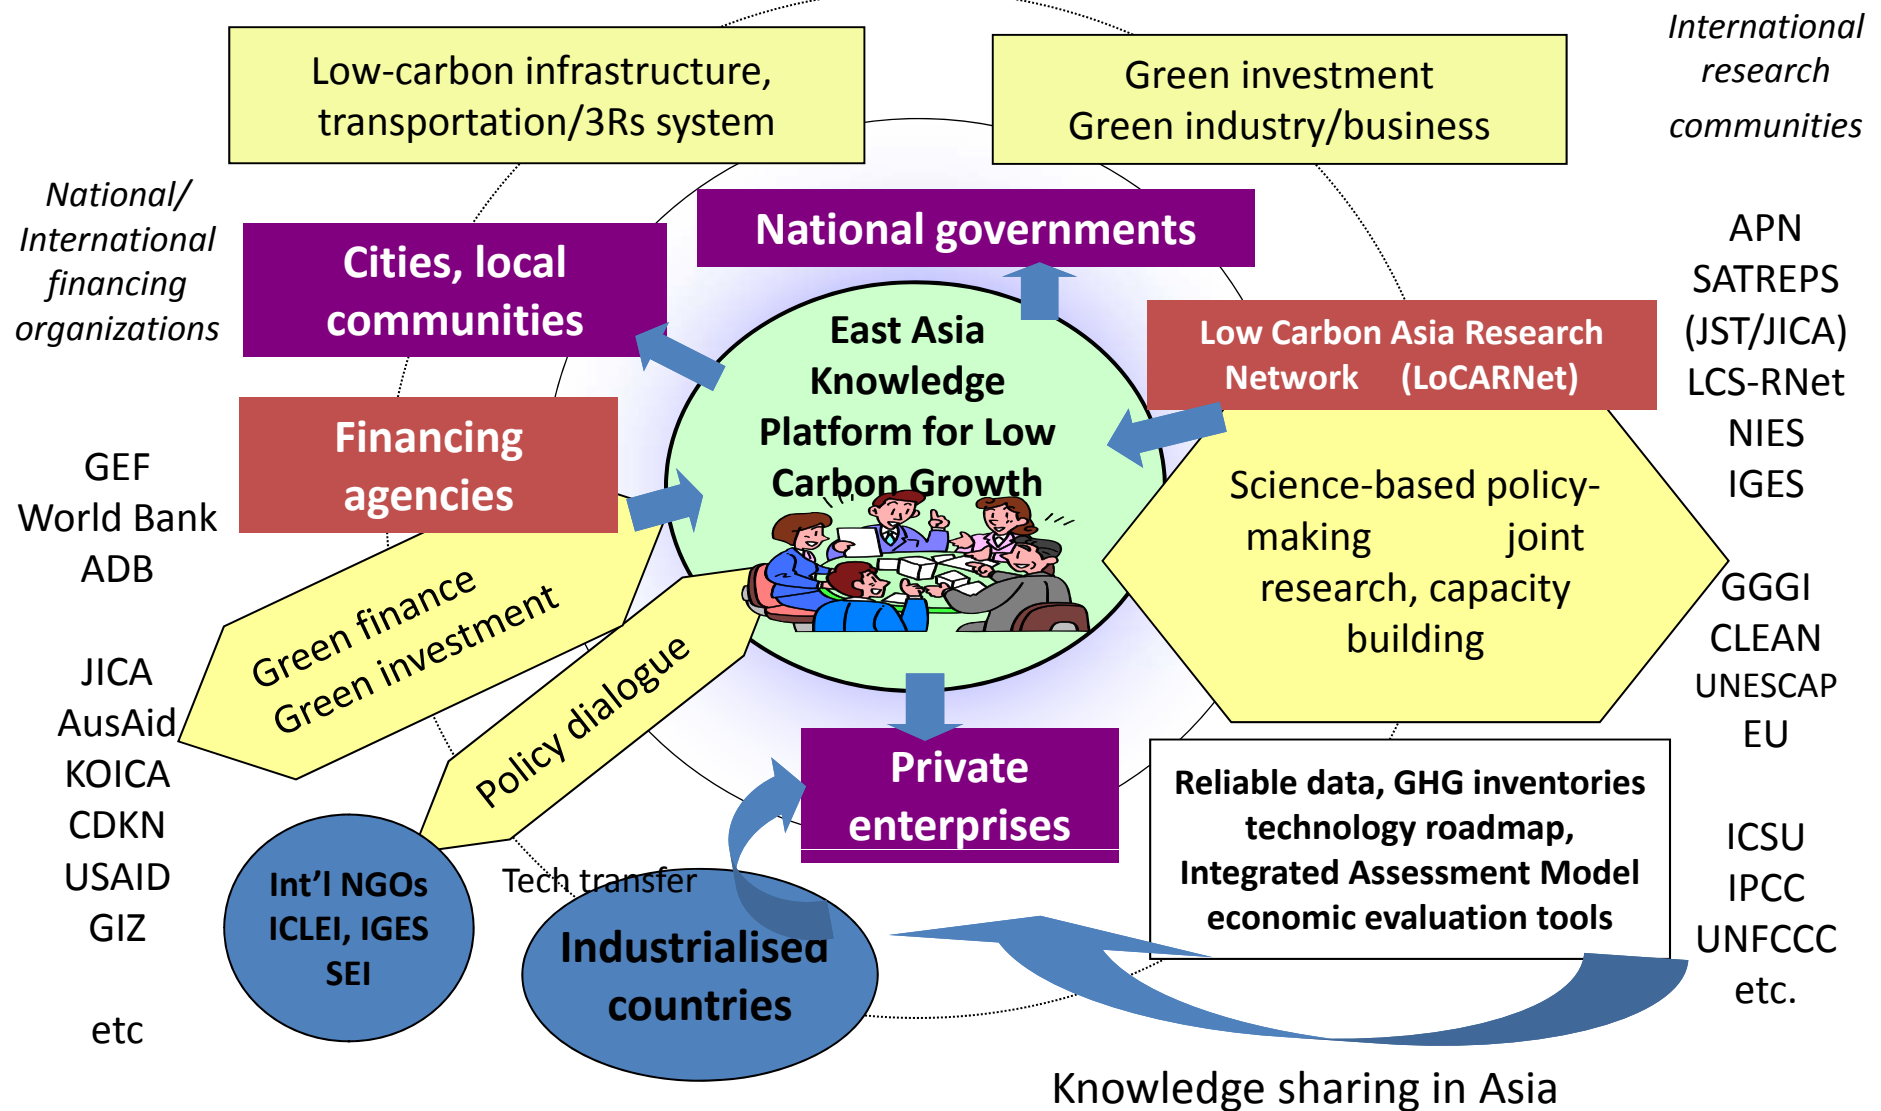 Low-carbon infrastructure,
transportation/3Rs system
Green investment
Green industry/business
International
research
communities
National/
International
financing
organizations
Cities, local
communities
National governments
East Asia
Knowledge
Platform for Low
Carbon Growth
Low Carbon Asia Research
Network (LoCARNet)
Financing
agencies
Science-based policy-
making joint
research, capacity
building
APN
SATREPS
(JST/JICA)
LCS-RNet
NIES
IGES
GGGI
CLEAN
UNESCAP
EU
ICSU
IPCC
UNFCCC
etc.
GEF
World Bank
ADB
JICA
AusAid
KOICA
CDKN
USAID
GIZ
etc
Green finance
Green investment
Policy dialogue
Private
enterprises
Reliable data, GHG inventories
technology roadmap,
Integrated Assessment Model
economic evaluation tools
Int’l NGOs
ICLEI, IGES
SEI
Tech transfer
Industrialised
countries
Knowledge sharing in Asia